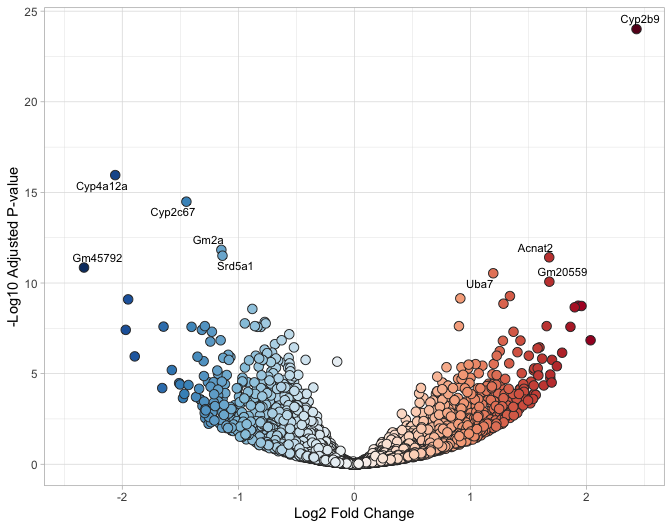 25
20
15
10
5
0
-2
-1
0
1
2
-Log10 Adjusted P-value
Log2 Fold Change
Cyp2b9
Cyp4a12a
Cyp2c67
Gm2a
Srd5a1
Gm45792
Acnat2
Gm20559
Uba7